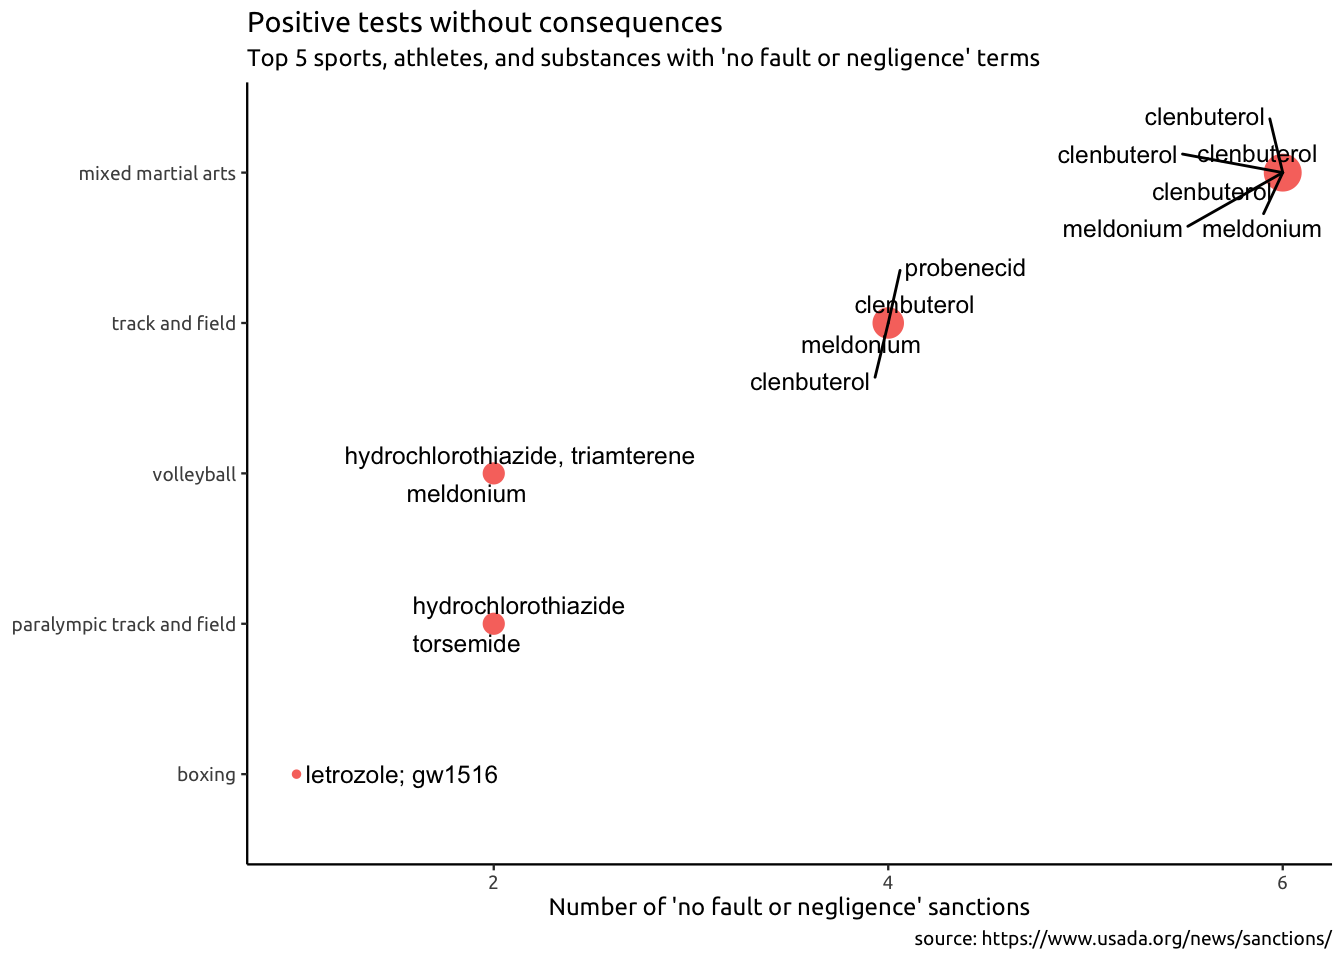 Positive tests without consequences
Top 5 sports, athletes, and substances with 'no fault or negligence' terms
clenbuterol
clenbuterol
clenbuterol
mixed martial arts
clenbuterol
meldonium
meldonium
probenecid
clenbuterol
track and field
meldonium
clenbuterol
hydrochlorothiazide, triamterene
volleyball
meldonium
hydrochlorothiazide
paralympic track and field
torsemide
boxing
letrozole; gw1516
2
4
6
Number of 'no fault or negligence' sanctions
source: https://www.usada.org/news/sanctions/